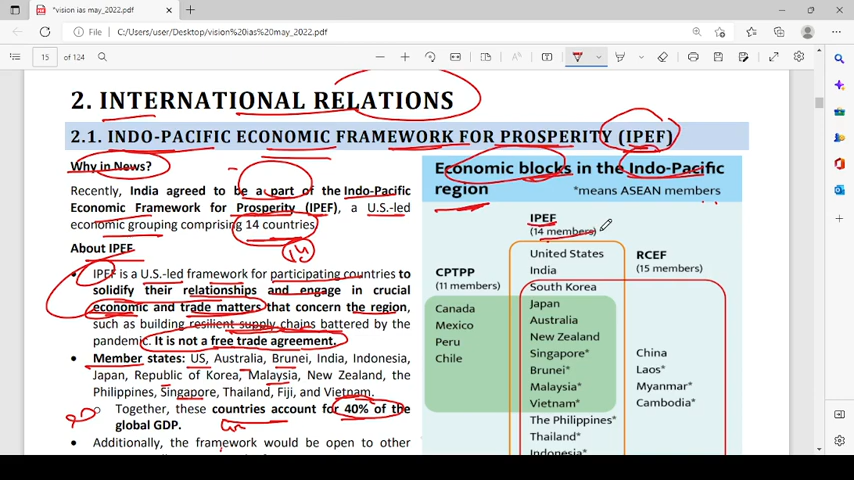 vision ias may_2022.pdf
File | C:/Users/user/Desktop/vision%20ias%20may_2022.pdf
15 of 124
2. INTERNATIONAL RELATIONS
2.1. INDO-PACIFIC ECONOMIC FRAMEWORK FOR PROSPERITY (IPEF)
Why in News?
Recently, India agreed to be a part of the Indo-Pacific
Economic Framework for Prosperity (IPEF), a U.S.-led
economic grouping comprising 14 countries.
14
About IPEF
• IPEF is a U.S.-led framework for participating countries to
solidify their relationships and engage in crucial
economic and trade matters that concern the region,
such as building resilient supply chains battered by the
pandemic. It is not a free trade agreement.
• Member states: US, Australia, Brunei, India, Indonesia,
Japan, Republic of Korea, Malaysia, New Zealand, the
Philippines, Singapore, Thailand, Fiji, and Vietnam.
o Together, these countries account for 40% of the
global GDP.
• Additionally, the framework would be open to other
Economic blocks in the Indo-Pacific
region
*means ASEAN members
IPEF
(14 members)
United States
India
South Korea
Japan
Australia
New Zealand
Singapore*
Brunei*
Malaysia*
Vietnam*
The Philippines*
Thailand*
Indonesia*
CPTPP
(11 members)
Canada
Mexico
Peru
Chile
RCEF
(15 members)
China
Laos*
Myanmar*
Cambodia*